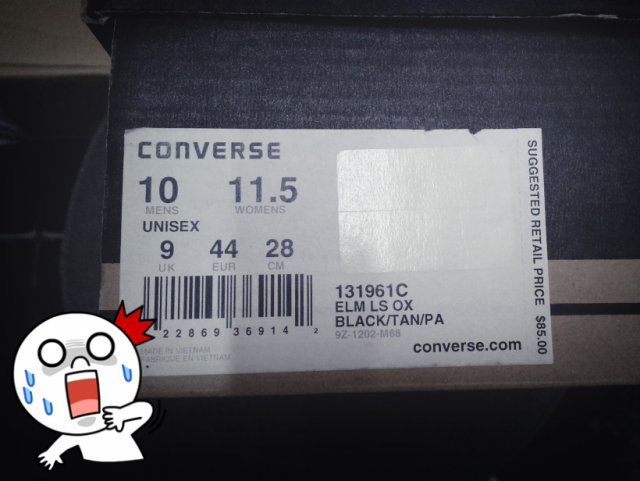 CONVERSE
10 11.5
MENS WOMENS
UNISEX
9 44 28
UK EUR CM
22869 36914 2
MADE IN VIETNAM
FABRIQUE EN VIETNAM
131961C
ELM LS OX
BLACK/TAN/PA
9Z-1202-M68
converse.com
SUGGESTED RETAIL PRICE $85.00